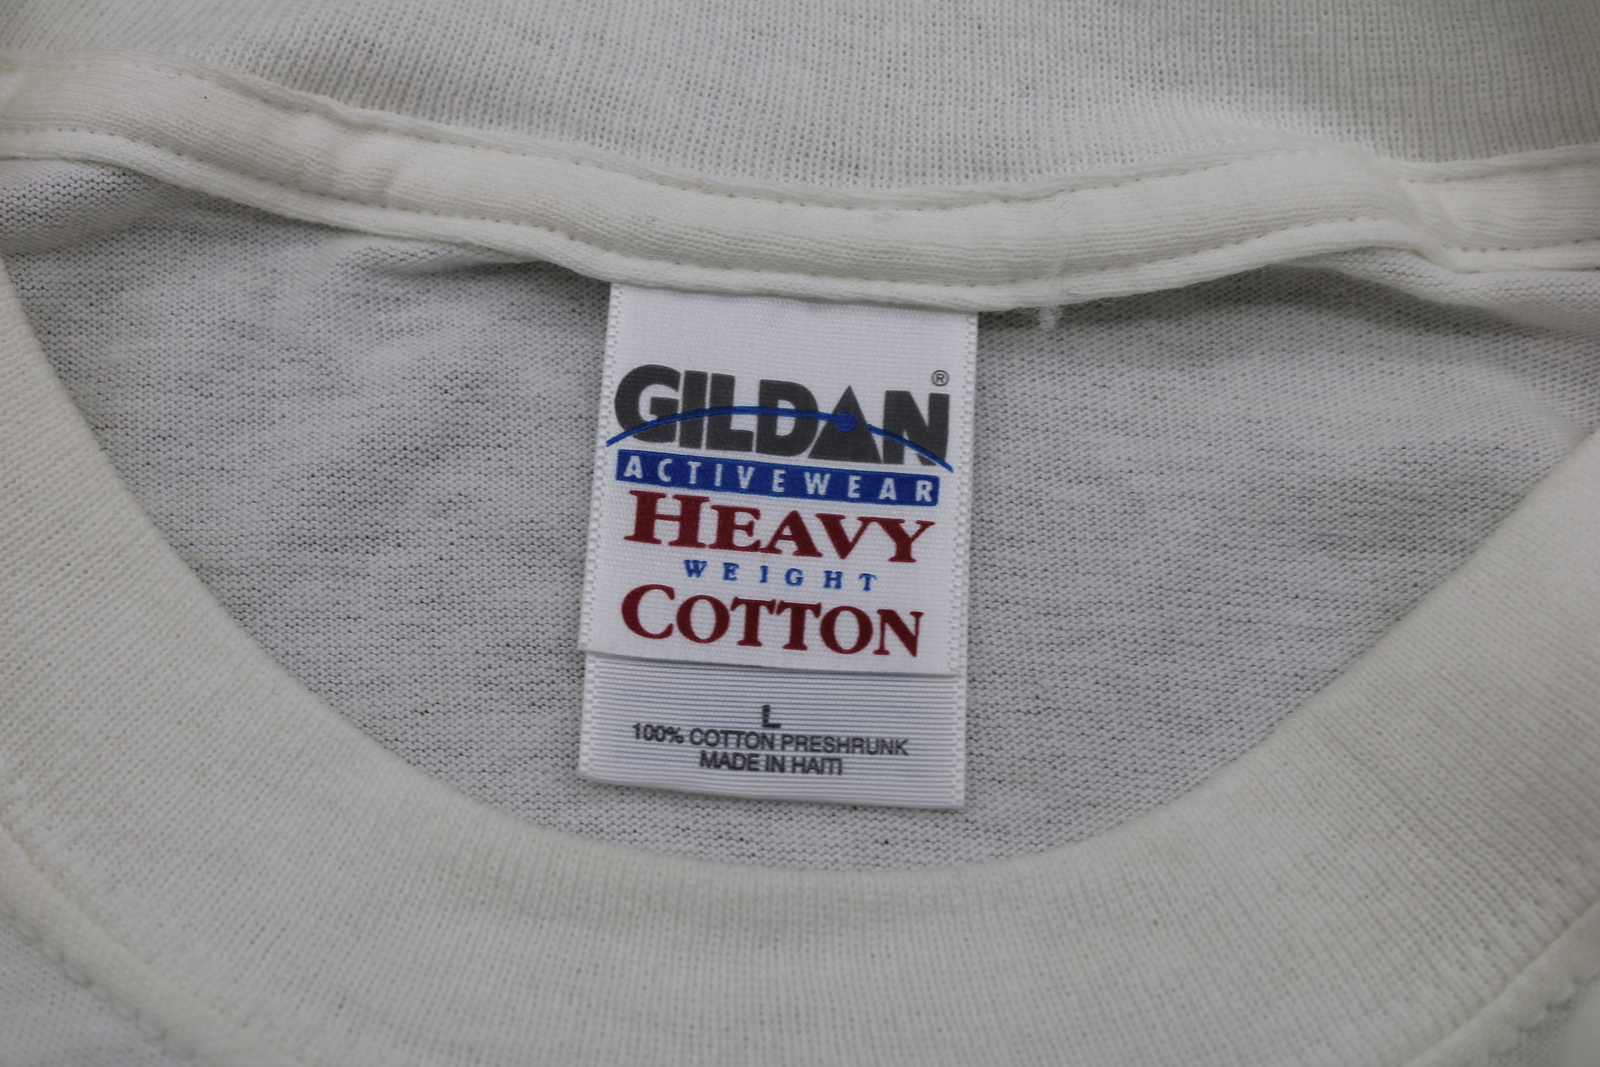 GILDAN®
ACTIVEWEAR
HEAVY
WEIGHT
COTTON
L
100% COTTON PRESHRUNK
MADE IN HAITI